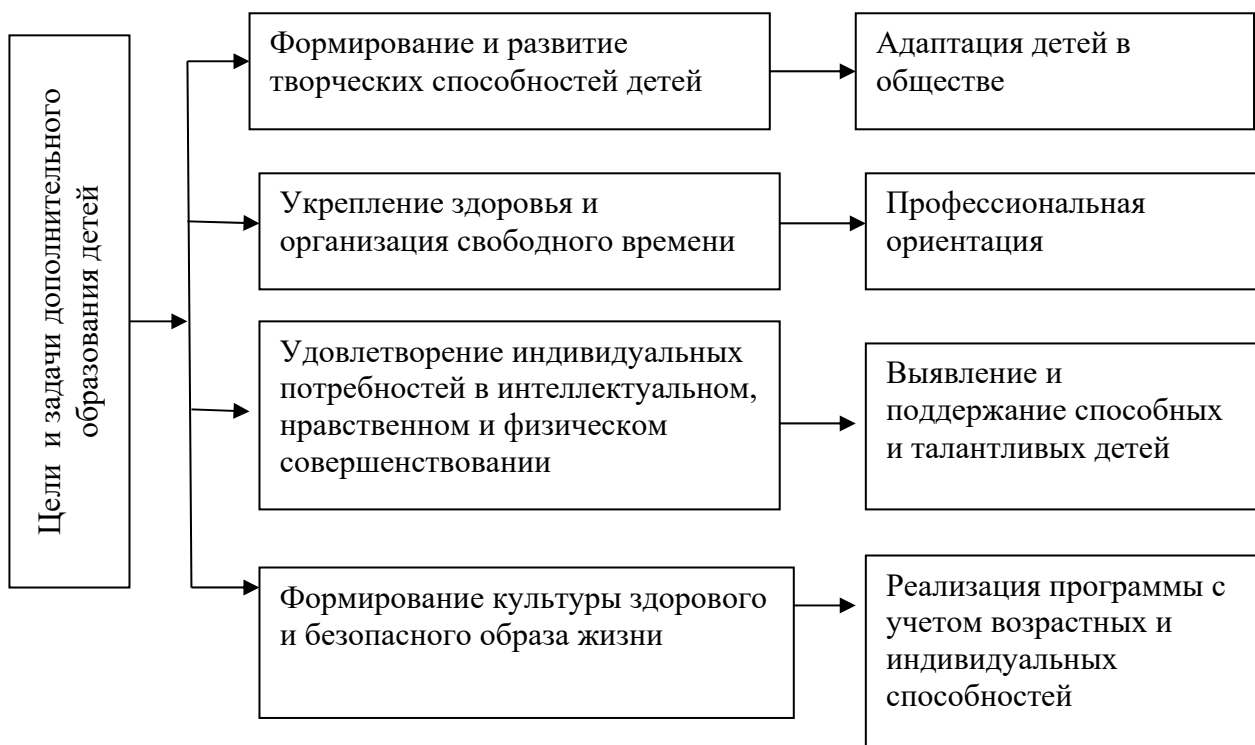 Цели и задачи дополнительного
образования детей
Формирование и развитие
творческих способностей детей
Адаптация детей в
обществе
Укрепление здоровья и
организация свободного времени
Профессиональная
ориентация
Удовлетворение индивидуальных
потребностей в интеллектуальном,
нравственном и физическом
совершенствовании
Выявление и
поддержание способных
и талантливых детей
Формирование культуры здорового
и безопасного образа жизни
Реализация программы с
учетом возрастных и
индивидуальных
способностей